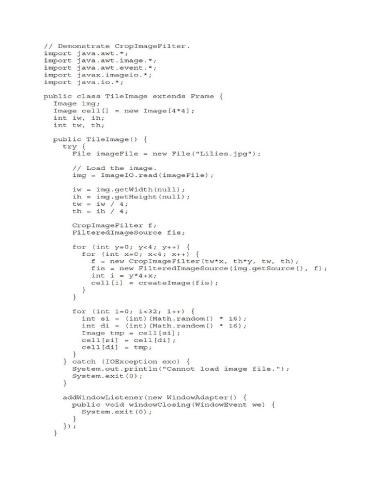 // Demonstrate CropImageFilter.
import java.awt.*;
import java.awt.image.*;
import java.awt.event.*;
import javax.imageio.*;
import java.io.*;

public class TileImage extends Frame {
  Image img;
  Image cell[] = new Image[4*4];
  int iw, ih;
  int tw, th;

  public TileImage() {
    try {
      File imageFile = new File("Lilies.jpg");

      // Load the image.
      img = ImageIO.read(imageFile);

      iw = img.getWidth(null);
      ih = img.getHeight(null);
      tw = iw / 4;
      th = ih / 4;

      CropImageFilter f;
      FilteredImageSource fis;

      for (int y=0; y<4; y++) {
        for (int x=0; x<4; x++) {
          f = new CropImageFilter(tw*x, th*y, tw, th);
          fis = new FilteredImageSource(img.getSource(), f);
          int i = y*4+x;
          cell[i] = createImage(fis);
        }
      }

      for (int i=0; i<32; i++) {
        int si = (int)(Math.random() * 16);
        int di = (int)(Math.random() * 16);
        Image tmp = cell[si];
        cell[si] = cell[di];
        cell[di] = tmp;
      }
    } catch (IOException exc) {
      System.out.println("Cannot load image file.");
      System.exit(0);
    }

    addWindowListener(new WindowAdapter() {
      public void windowClosing(WindowEvent we) {
        System.exit(0);
      }
    });
  }